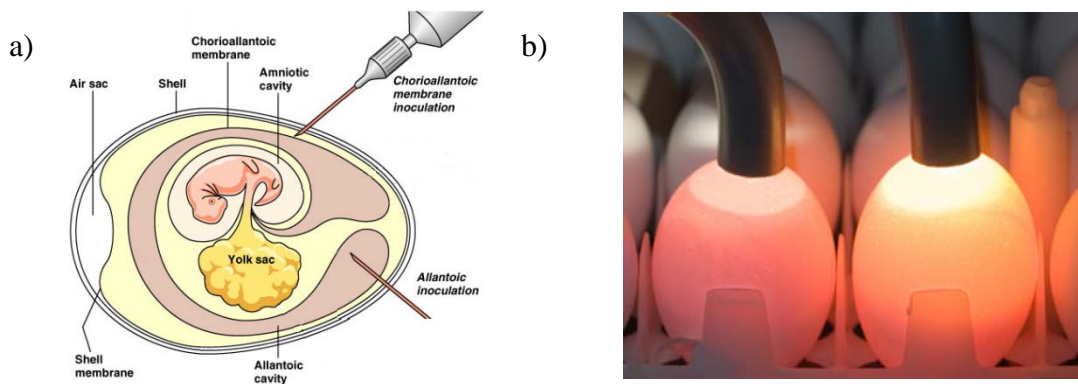 a)
Chorioallantoic
membrane
Amniotic
cavity
Air sac
Shell
Chorioallantoic
membrane
inoculation
Yolk sac
Allantoic
inoculation
Shell
membrane
Allantoic
cavity
b)